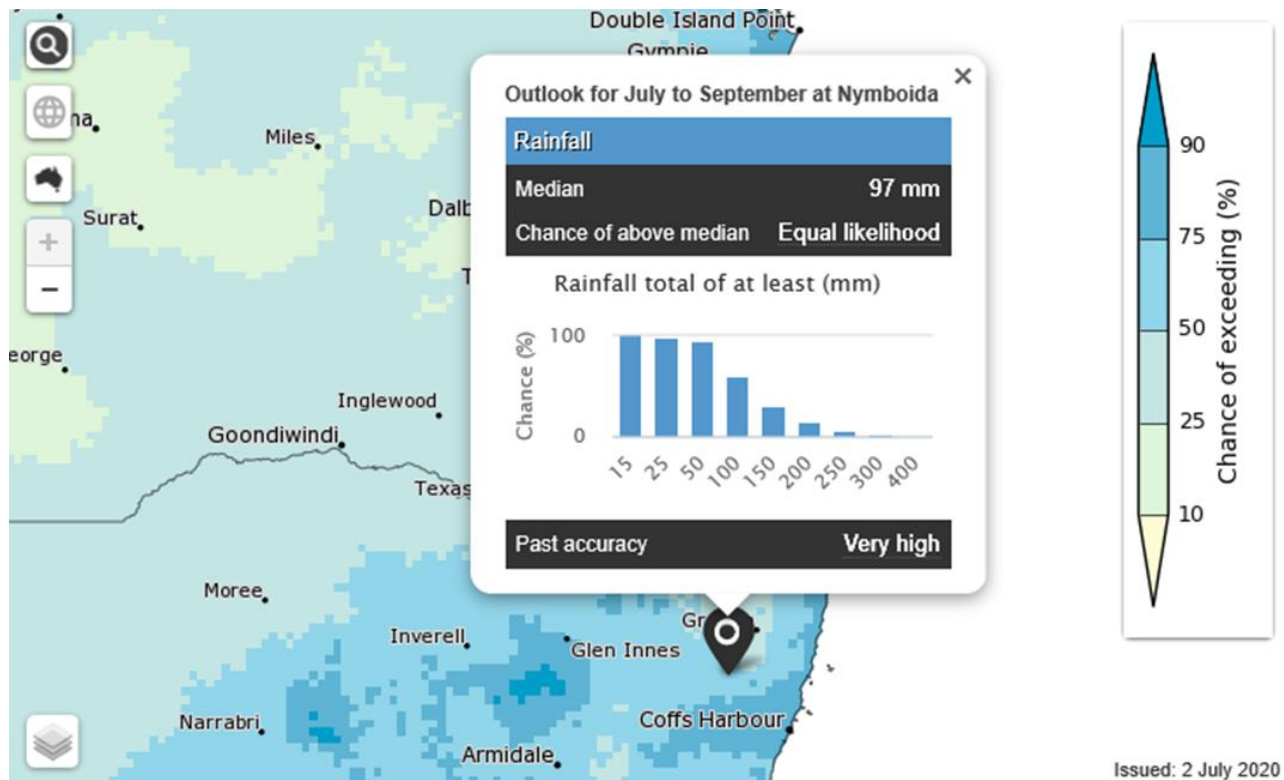 Double Island Point
Gympie
na
Miles
Surat
Dalb
T
eorge
Inglewood
Goondiwindi
Texas
Moree
Inverell
Glen Innes
Gr
Narrabri
Coffs Harbour
Armidale
+
−
×
Outlook for July to September at Nymboida
Rainfall
Median 97 mm
Chance of above median Equal likelihood
Rainfall total of at least (mm)
Chance (%)
100
0
15 25 50 100 150 200 250 300 400
Past accuracy Very high
90
75
50
25
10
Chance of exceeding (%)
Issued: 2 July 2020